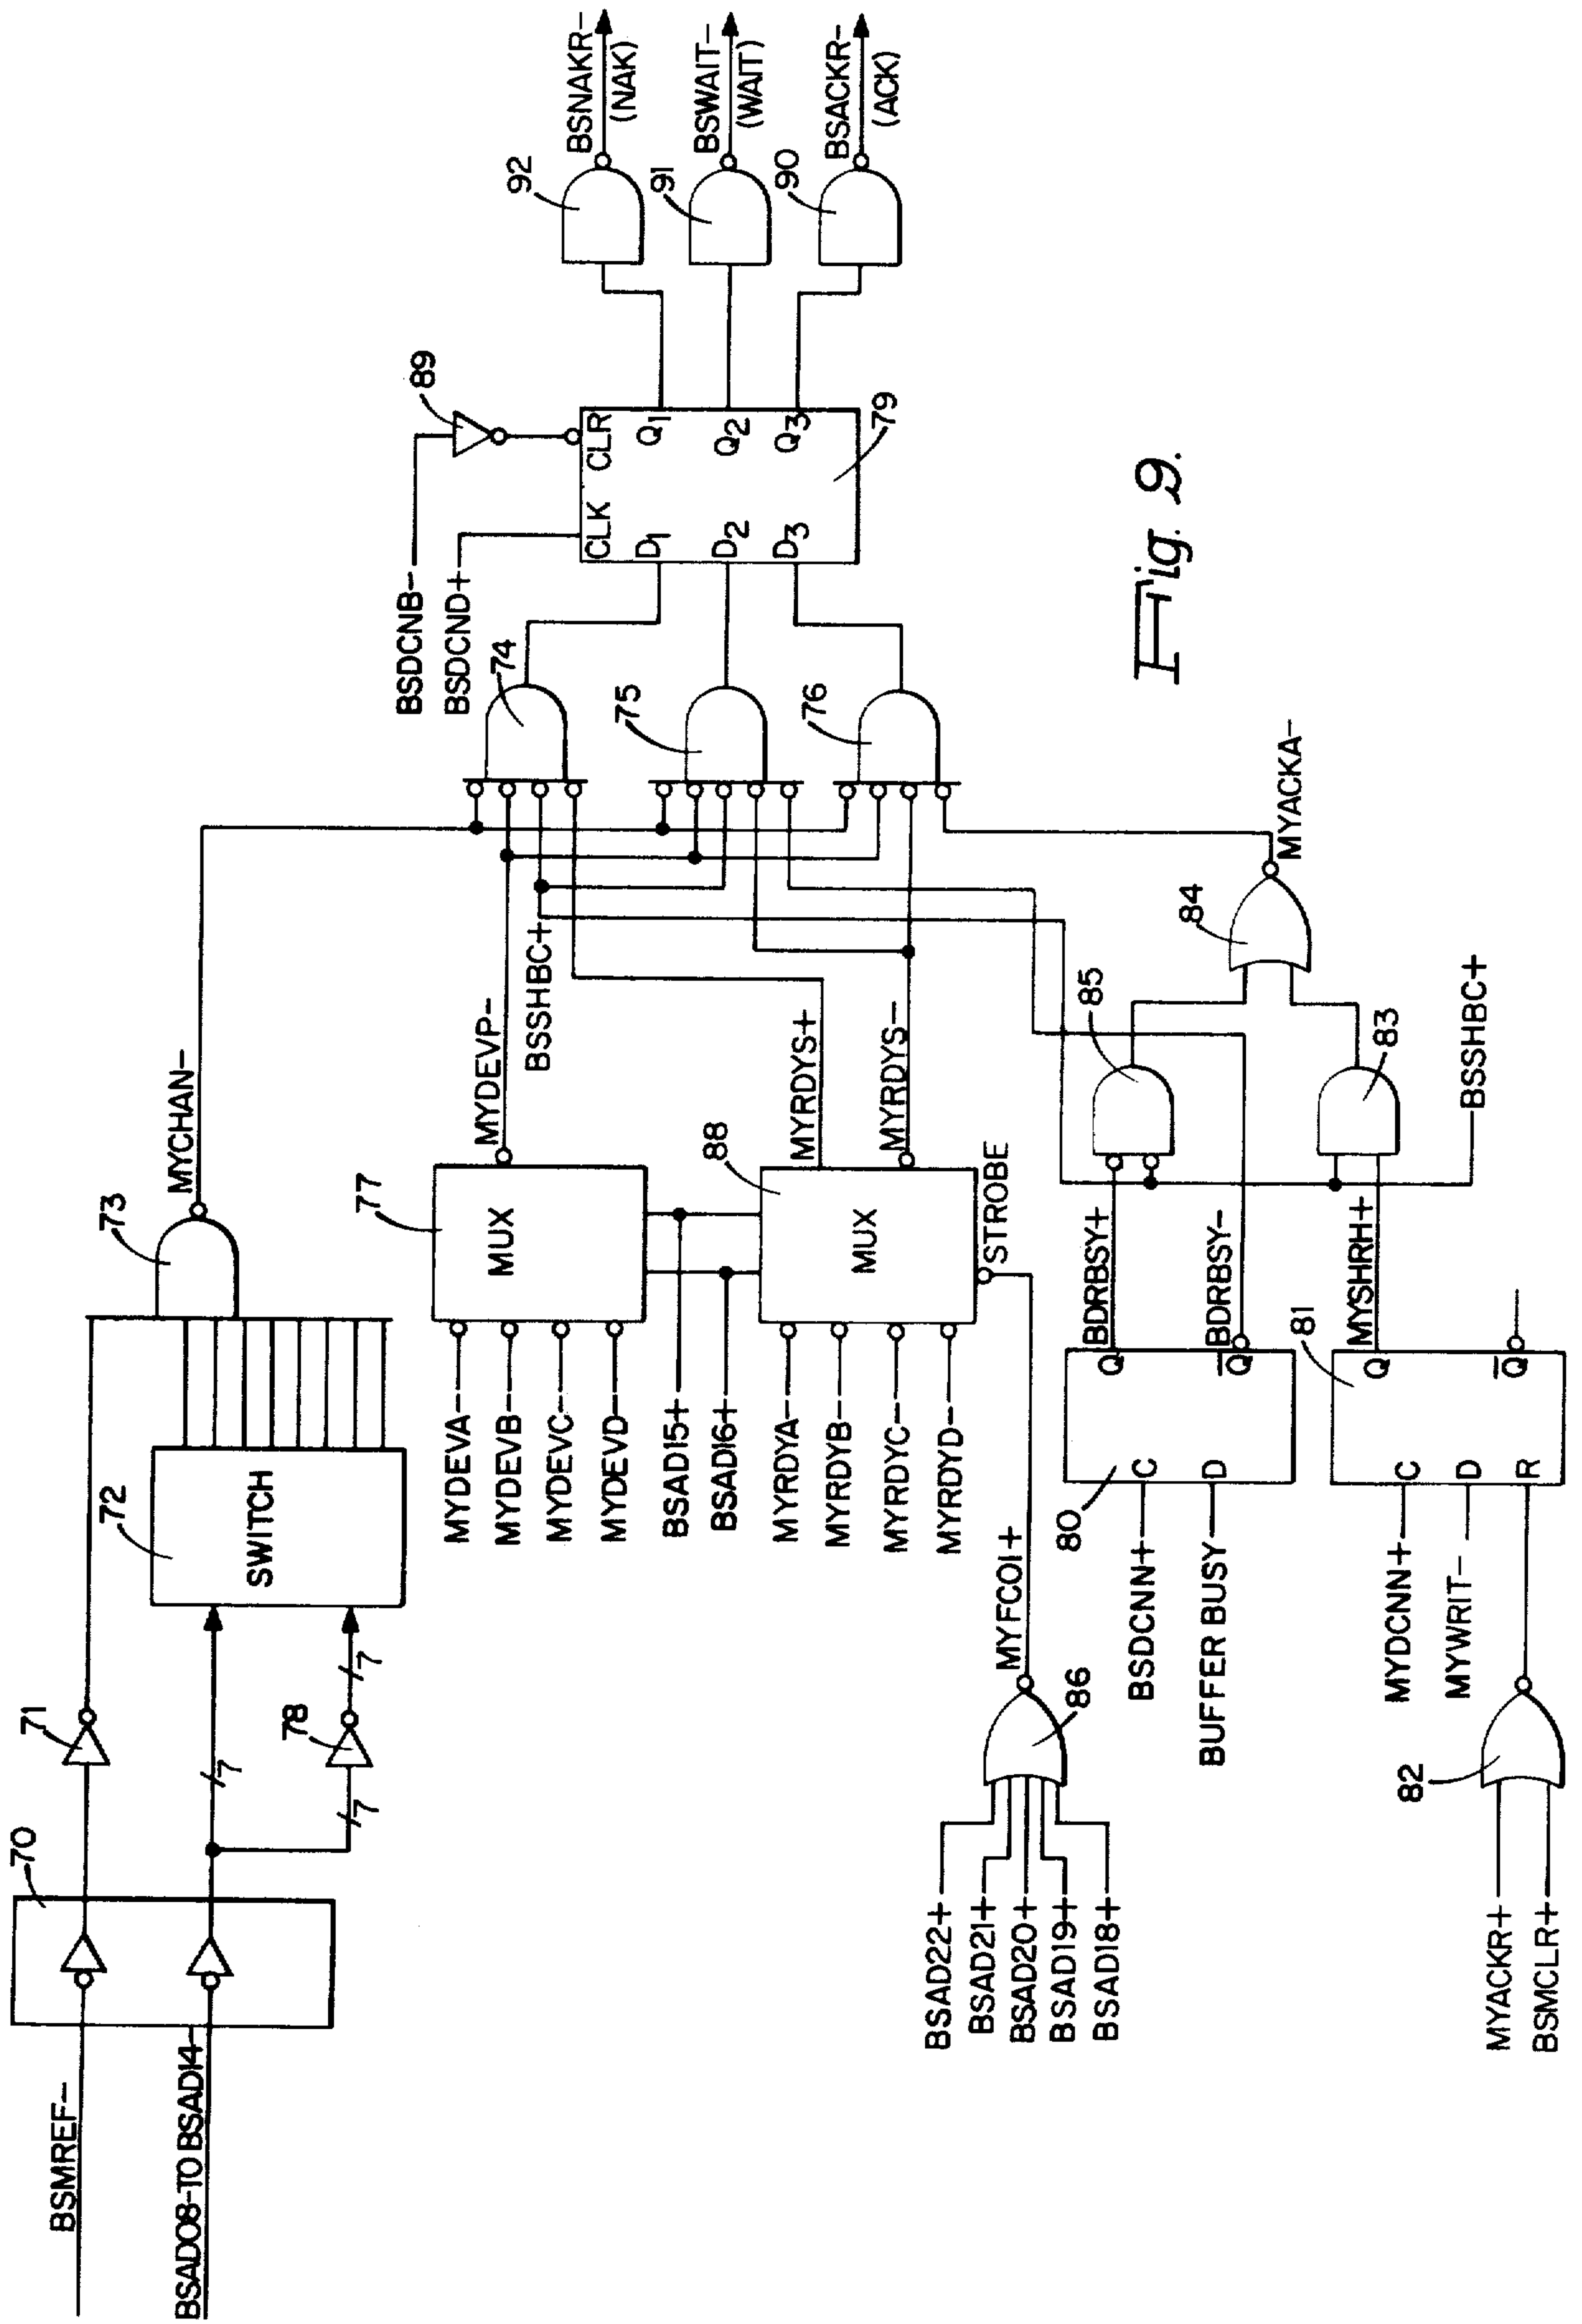 BSMREF-
BSAD08-TO BSAD14-
70
71
78
7
7
7
72
SWITCH
73
MYCHAN-
MYDEVA-
MYDEVB-
MYDEVC-
MYDEVD-
77
MUX
MYDEVP-
BSSHBC+
BSAD15+
BSAD16+
MYRDYA-
MYRDYB-
MYRDYC-
MYRDYD-
88
MUX
MYRDYS+
MYRDYS-
STROBE
BSAD22+
BSAD21+
BSAD20+
BSAD19+
BSAD18+
86
MYFC01+
BSDCNN+
BUFFER BUSY
80
C
D
Q
Q
BDRBSY+
BDRBSY-
85
MYACKR+
BSMCLR+
82
MYDCNN+
MYWRIT-
81
C
D
R
Q
Q
MYSHRH+
83
BSSHBC+
84
MYACKA-
74
75
76
BSDCNB-
BSDCND+
89
CLK
CLR
D1
D2
D3
Q1
Q2
Q3
79
92
91
90
BSNAKR-
(NAK)
BSWAIT-
(WAIT)
BSACKR-
(ACK)
Fig. 9.